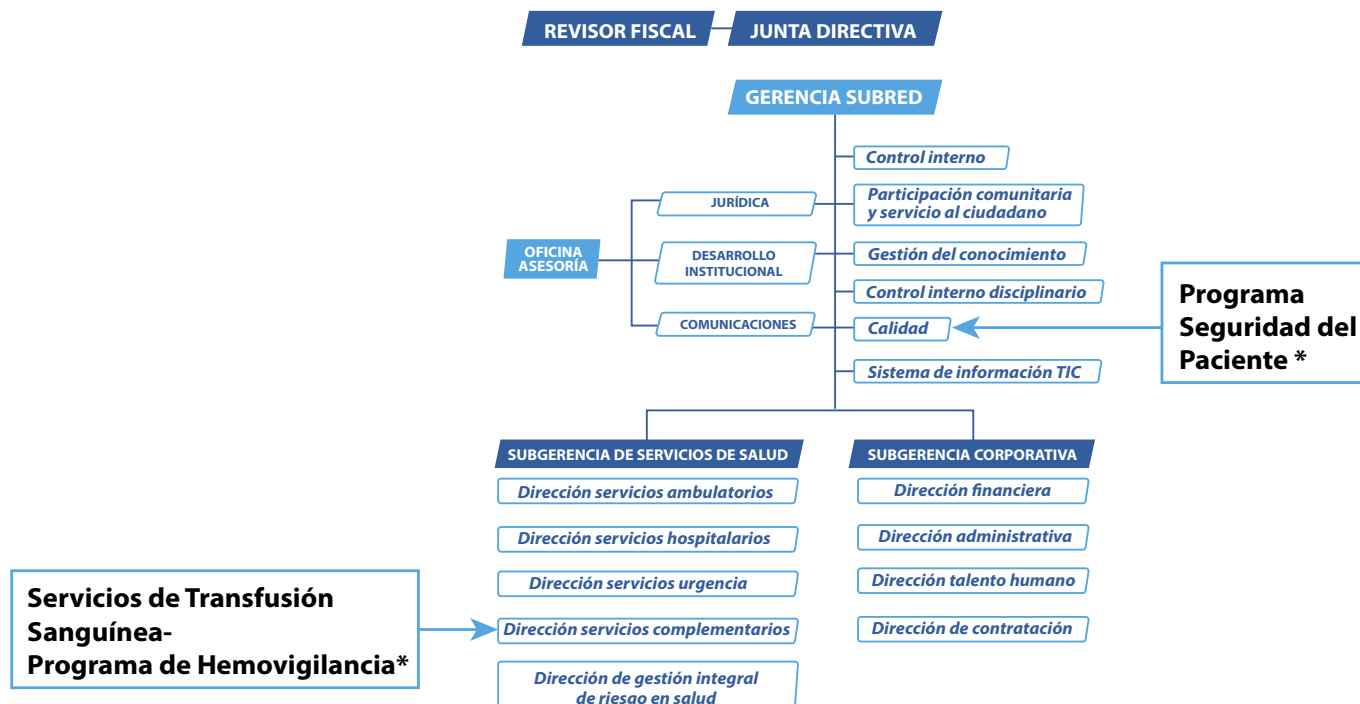 REVISOR FISCAL
JUNTA DIRECTIVA
GERENCIA SUBRED
Control interno
JURÍDICA
Participación comunitaria
y servicio al ciudadano
OFICINA
ASESORÍA
DESARROLLO
INSTITUCIONAL
Gestión del conocimiento
Control interno disciplinario
COMUNICACIONES
Calidad
Programa
Seguridad del
Paciente *
Sistema de información TIC
SUBGERENCIA DE SERVICIOS DE SALUD
SUBGERENCIA CORPORATIVA
Dirección servicios ambulatorios
Dirección financiera
Dirección servicios hospitalarios
Dirección administrativa
Dirección servicios urgencia
Dirección talento humano
Servicios de Transfusión
Sanguínea-
Programa de Hemovigilancia*
Dirección servicios complementarios
Dirección de contratación
Dirección de gestión integral
de riesgo en salud